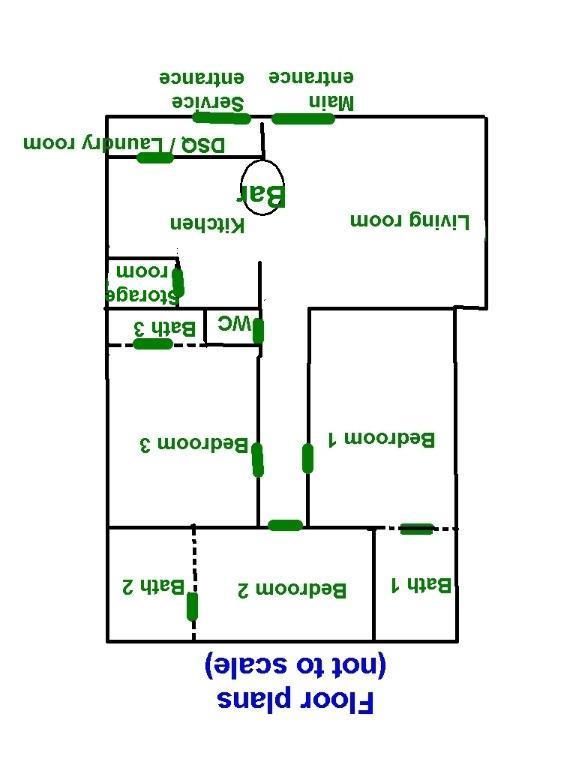 Floor plans
(not to scale)
Bath 1
Bedroom 2
Bath 2
Bedroom 1
Bedroom 3
WC
Bath 3
Storage
room
Living room
Kitchen
Bar
DSQ / Laundry room
Main
entrance
Service
entrance